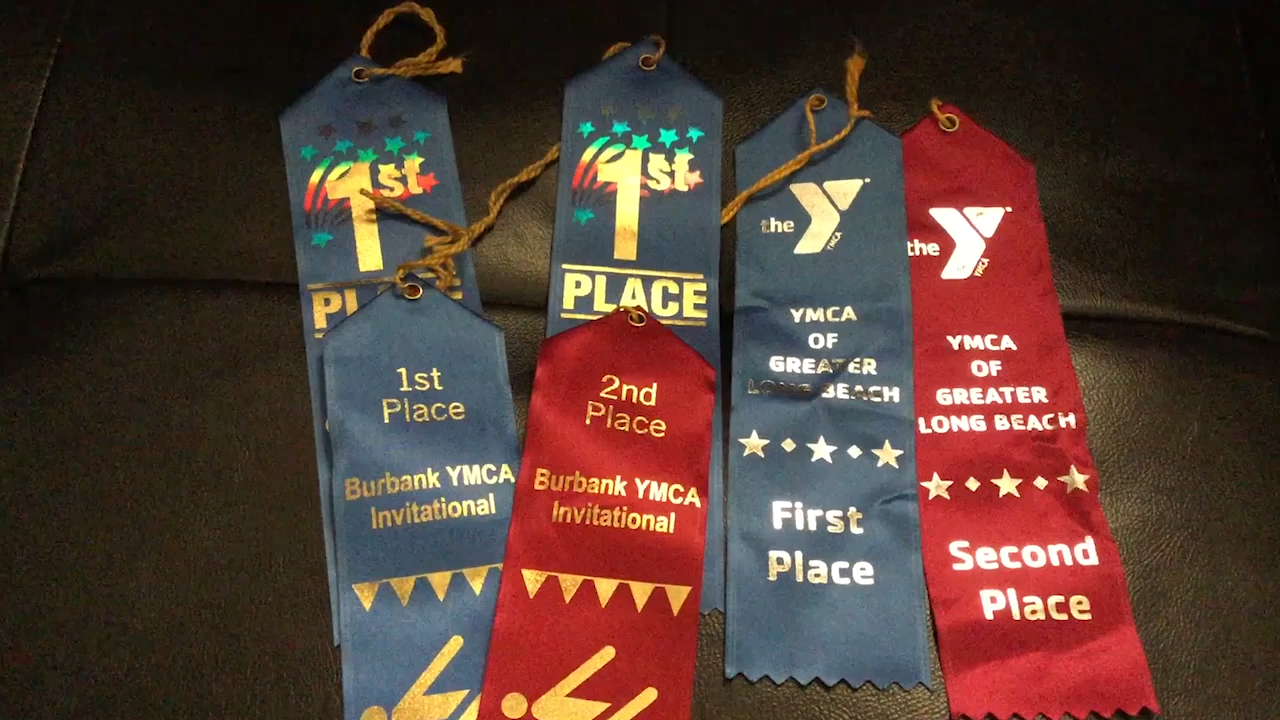 1st
PL
E
1st
PLACE
1st
Place
Burbank YMCA
Invitational
2nd
Place
Burbank YMCA
Invitational
the Y
YMCA
YMCA
OF
GREATER
LONG BEACH
First
Place
the Y
YMCA
YMCA
OF
GREATER
LONG BEACH
Second
Place